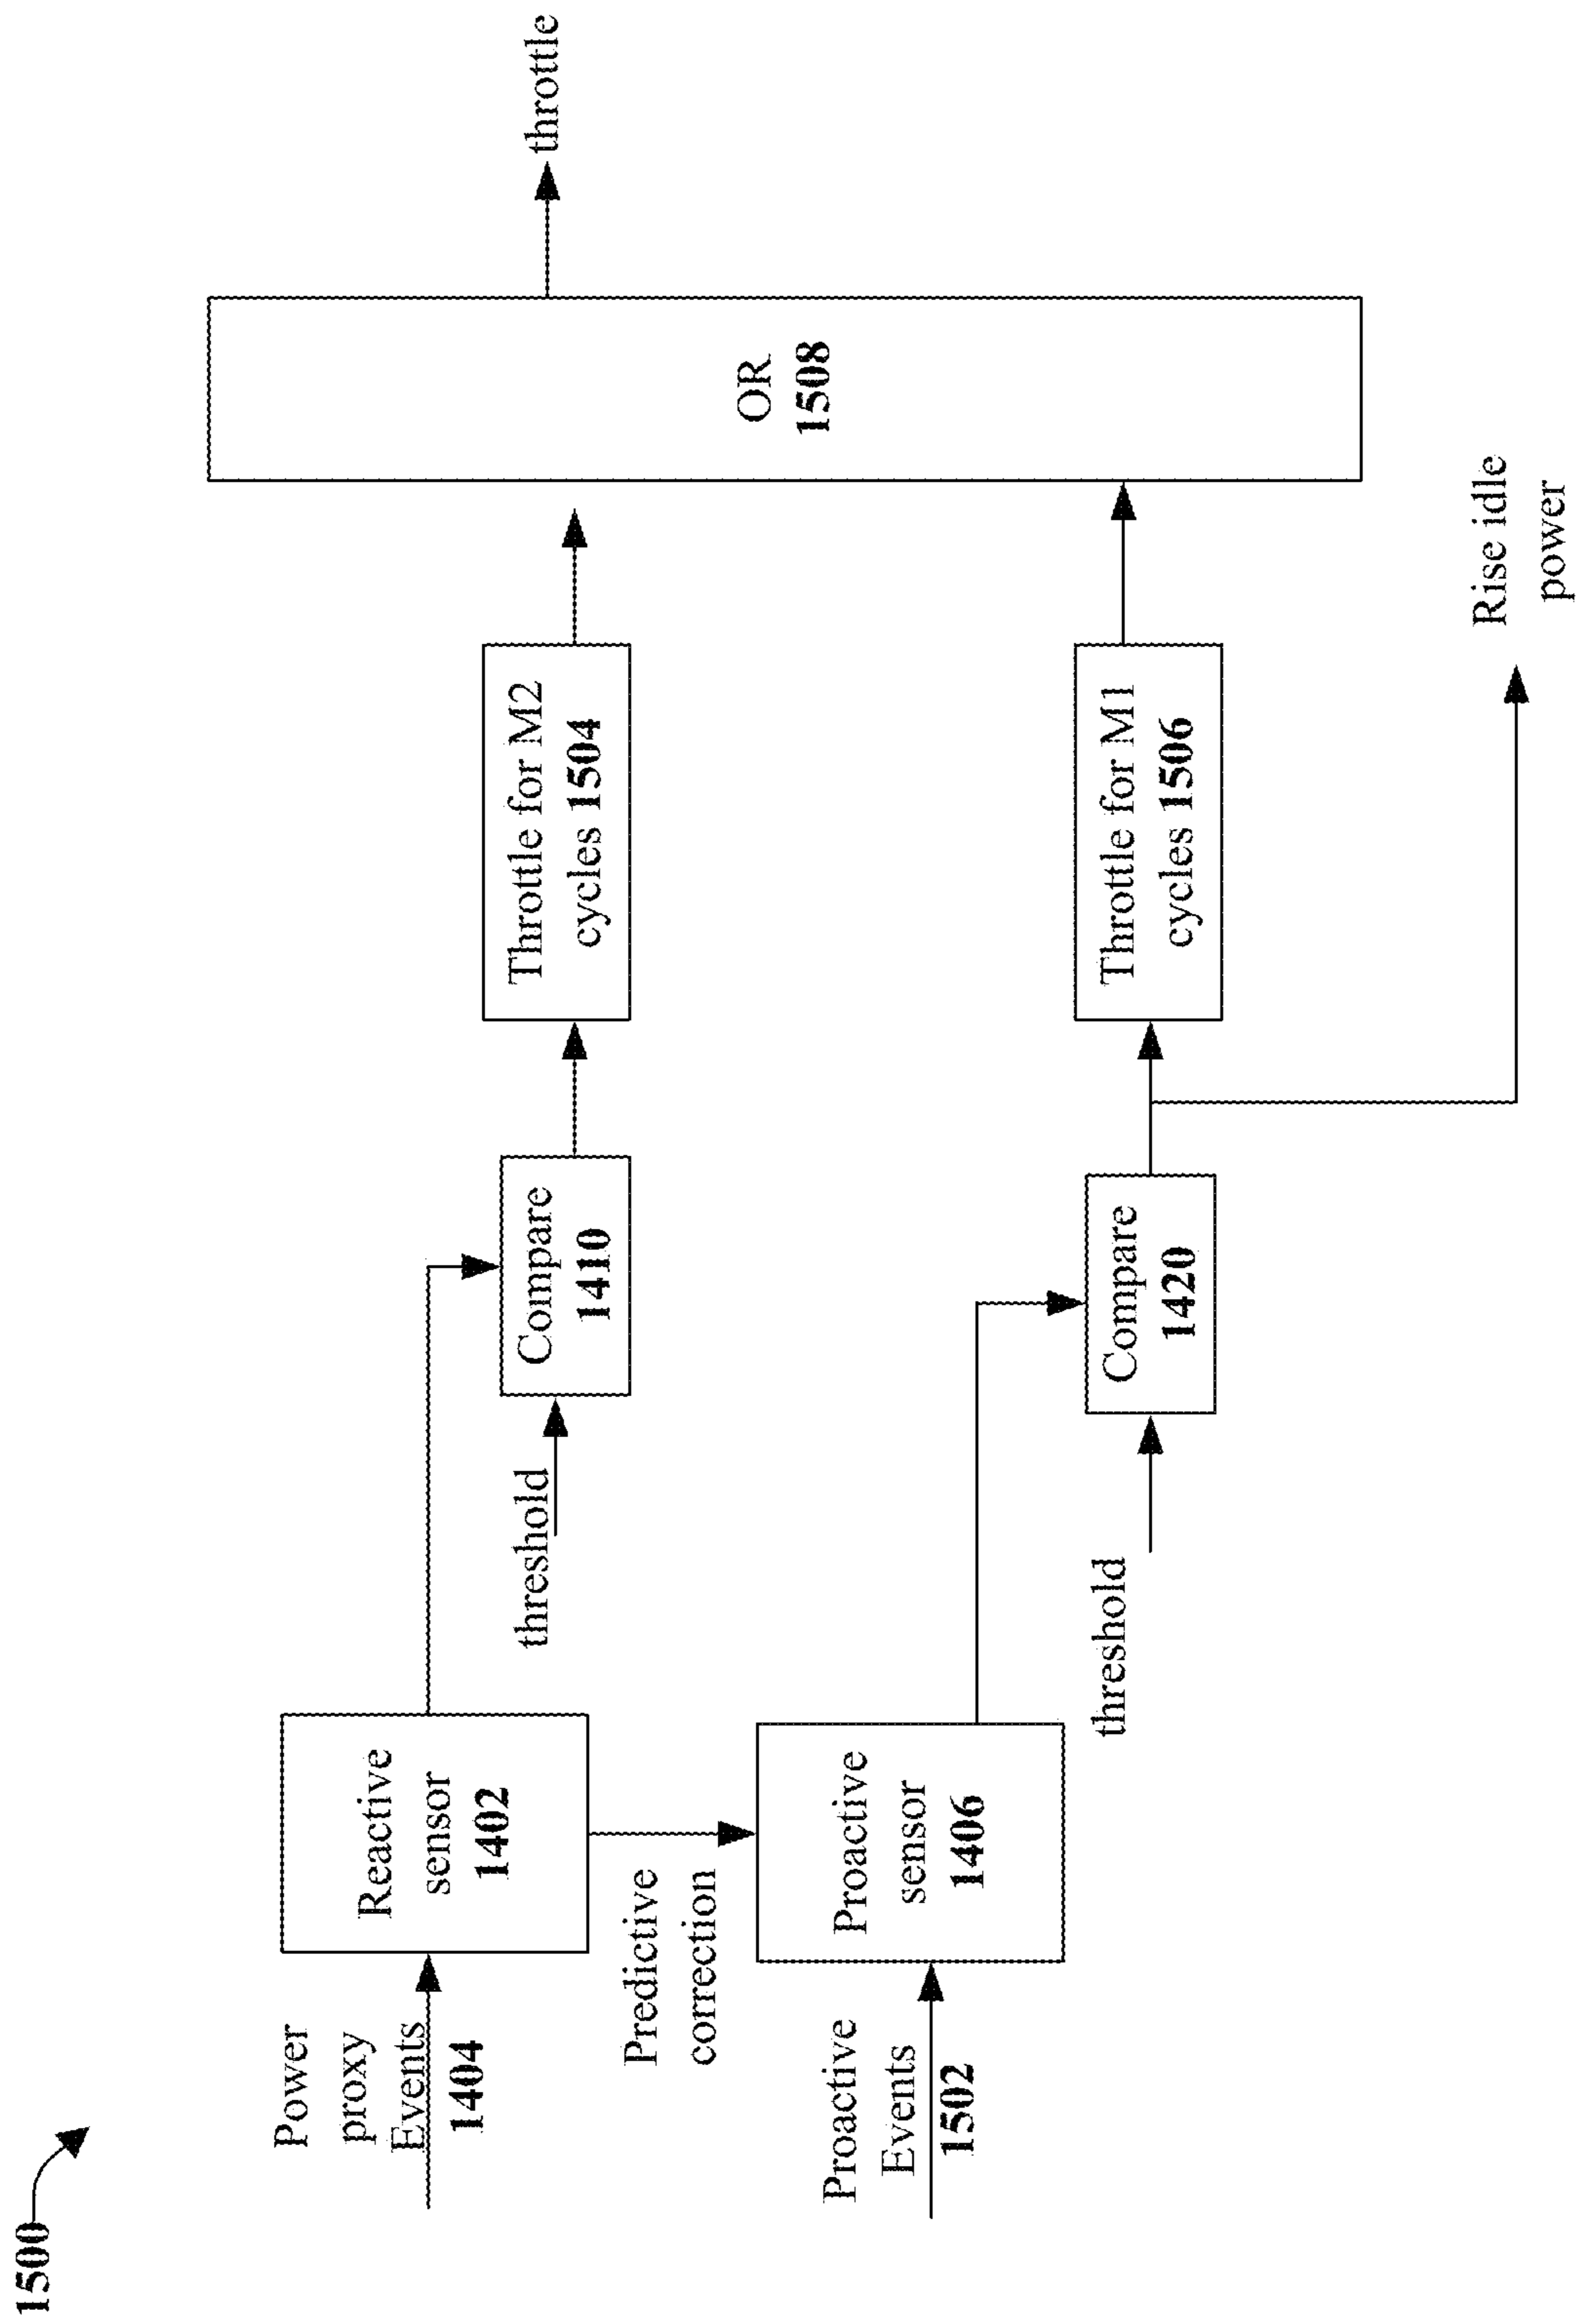 1500
Power
proxy
Events
1404
Reactive
sensor
1402
threshold
Compare
1410
Throttle for M2
cycles 1504
OR
1508
throttle
Predictive
correction
Proactive
Events
1502
Proactive
sensor
1406
threshold
Compare
1420
Throttle for M1
cycles 1506
Rise idle
power